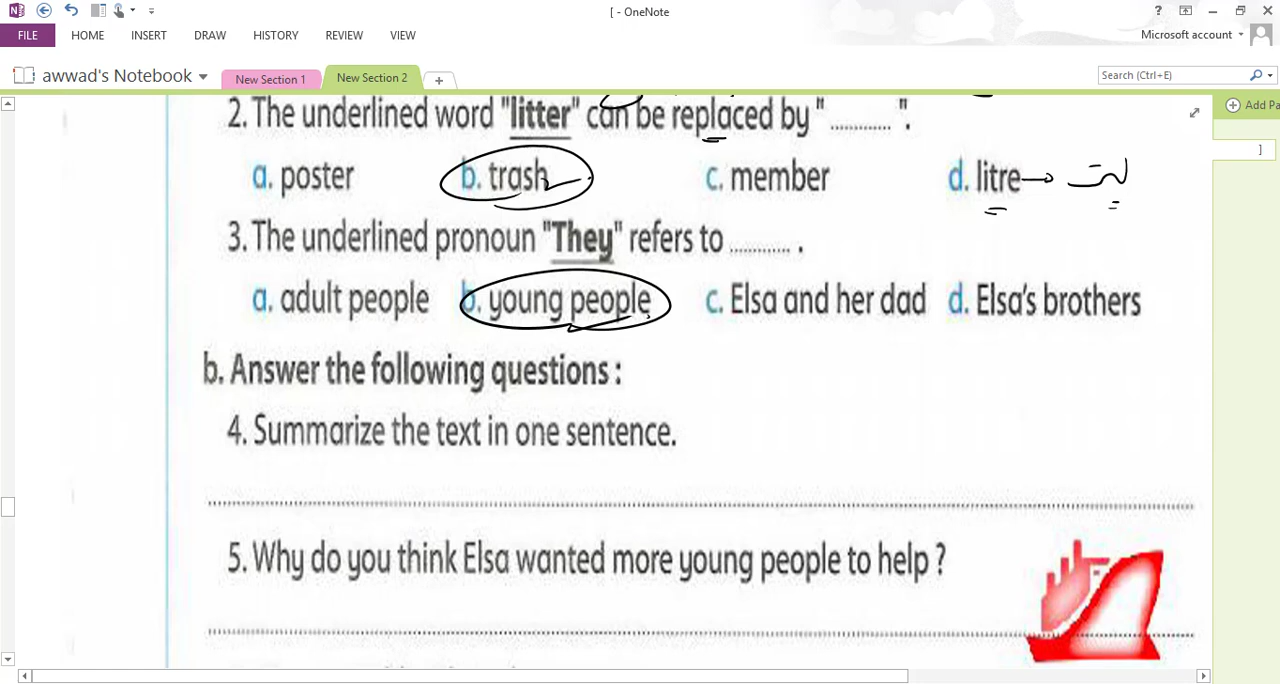 [ - OneNote
?
FILE HOME INSERT DRAW HISTORY REVIEW VIEW
Microsoft account
awwad's Notebook New Section 1 New Section 2 +
Search (Ctrl+E)
Add Pa
]
2. The underlined word "litter" can be replaced by " ............ ".
a. poster b. trash c. member d. litre
3. The underlined pronoun "They" refers to ............ .
a. adult people b. young people c. Elsa and her dad d. Elsa's brothers
b. Answer the following questions :
4. Summarize the text in one sentence.
5. Why do you think Elsa wanted more young people to help ?